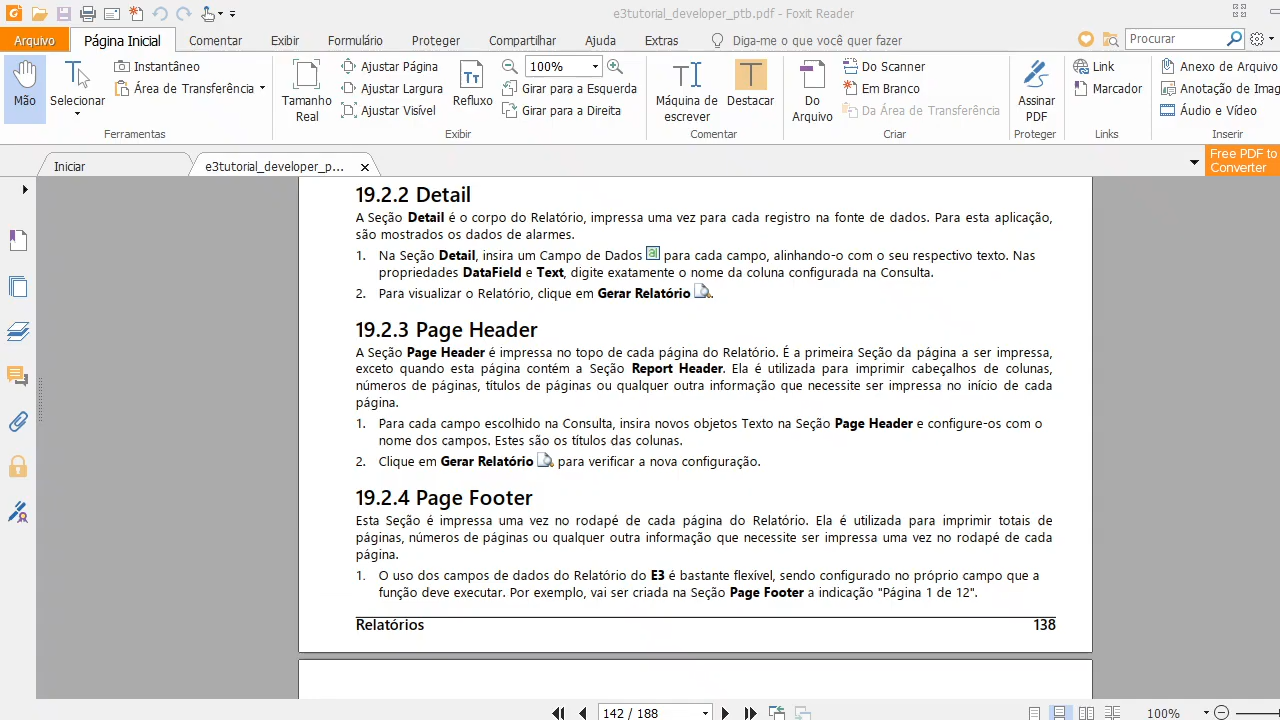 e3tutorial_developer_ptb.pdf - Foxit Reader
Arquivo Página Inicial Comentar Exibir Formulário Proteger Compartilhar Ajuda Extras Diga-me o que você quer fazer Procurar
Mão
Selecionar
Instantâneo
Área de Transferência
Ferramentas
Tamanho Real
Ajustar Página
Ajustar Largura
Ajustar Visível
Refluxo
100%
Girar para a Esquerda
Girar para a Direita
Exibir
Máquina de escrever
Destacar
Comentar
Do Arquivo
Do Scanner
Em Branco
Da Área de Transferência
Criar
Assinar PDF
Proteger
Link
Marcador
Links
Anexo de Arquivo
Anotação de Imag
Áudio e Vídeo
Inserir
Iniciar
e3tutorial_developer_p...
Free PDF to
Converter
19.2.2 Detail
A Seção Detail é o corpo do Relatório, impressa uma vez para cada registro na fonte de dados. Para esta aplicação,
são mostrados os dados de alarmes.
1. Na Seção Detail, insira um Campo de Dados para cada campo, alinhando-o com o seu respectivo texto. Nas
propriedades DataField e Text, digite exatamente o nome da coluna configurada na Consulta.
2. Para visualizar o Relatório, clique em Gerar Relatório .
19.2.3 Page Header
A Seção Page Header é impressa no topo de cada página do Relatório. É a primeira Seção da página a ser impressa,
exceto quando esta página contém a Seção Report Header. Ela é utilizada para imprimir cabeçalhos de colunas,
números de páginas, títulos de páginas ou qualquer outra informação que necessite ser impressa no início de cada
página.
1. Para cada campo escolhido na Consulta, insira novos objetos Texto na Seção Page Header e configure-os com o
nome dos campos. Estes são os títulos das colunas.
2. Clique em Gerar Relatório para verificar a nova configuração.
19.2.4 Page Footer
Esta Seção é impressa uma vez no rodapé de cada página do Relatório. Ela é utilizada para imprimir totais de
páginas, números de páginas ou qualquer outra informação que necessite ser impressa uma vez no rodapé de cada
página.
1. O uso dos campos de dados do Relatório do E3 é bastante flexível, sendo configurado no próprio campo que a
função deve executar. Por exemplo, vai ser criada na Seção Page Footer a indicação "Página 1 de 12".
Relatórios 138
142 / 188
100%